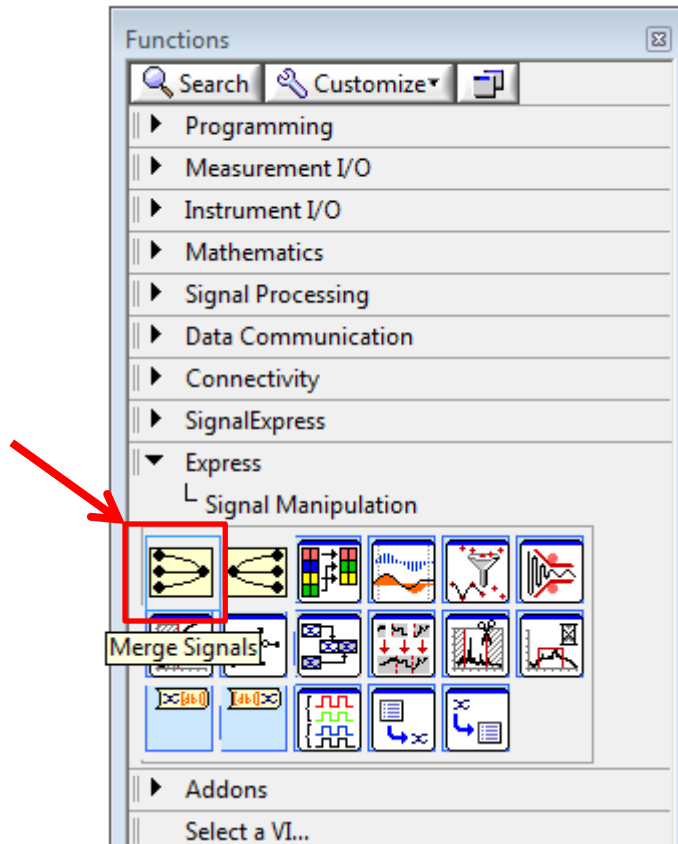 Functions
Search Customize
Programming
Measurement I/O
Instrument I/O
Mathematics
Signal Processing
Data Communication
Connectivity
SignalExpress
Express
Signal Manipulation
Merge Signals
Addons
Select a VI...